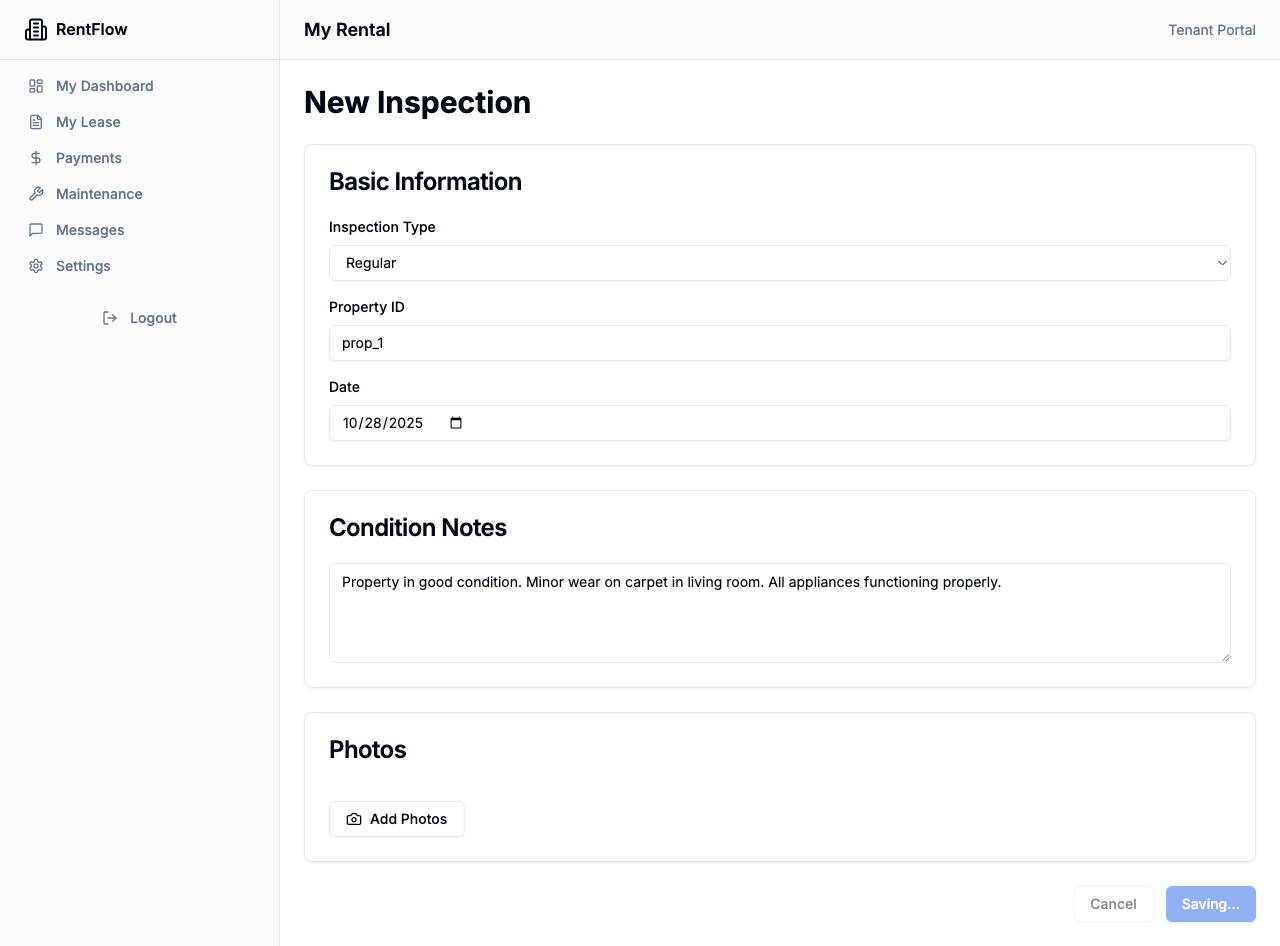 RentFlow
My Dashboard
My Lease
Payments
Maintenance
Messages
Settings
Logout
My Rental
Tenant Portal
New Inspection
Basic Information
Inspection Type
Regular
Property ID
prop_1
Date
10/28/2025
Condition Notes
Property in good condition. Minor wear on carpet in living room. All appliances functioning properly.
Photos
Add Photos
Cancel
Saving...